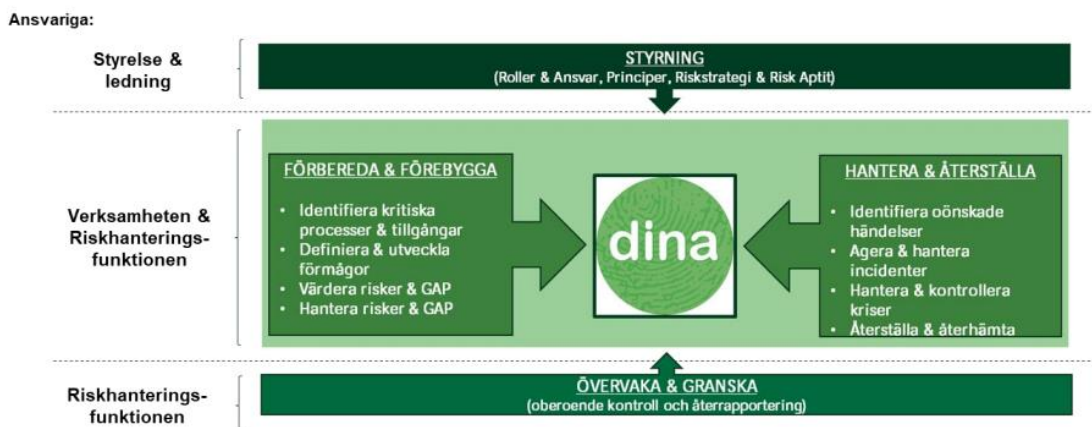 Ansvariga:
Styrelse &
ledning
STYRNING
(Roller & Ansvar, Principer, Riskstrategi & Risk Aptit)
Verksamheten &
Riskhanterings-
funktionen
FÖRBEREDA & FÖREBYGGA
• Identifiera kritiska
processer & tillgångar
• Definiera & utveckla
förmågor
• Värdera risker & GAP
• Hantera risker & GAP
dina
HANTERA & ÅTERSTÄLLA
• Identifiera oönskade
händelser
• Agera & hantera
incidenter
• Hantera & kontrollera
kriser
• Återställa & återhämta
Riskhanterings-
funktionen
ÖVERVAKA & GRANSKA
(oberoende kontroll och återrapportering)